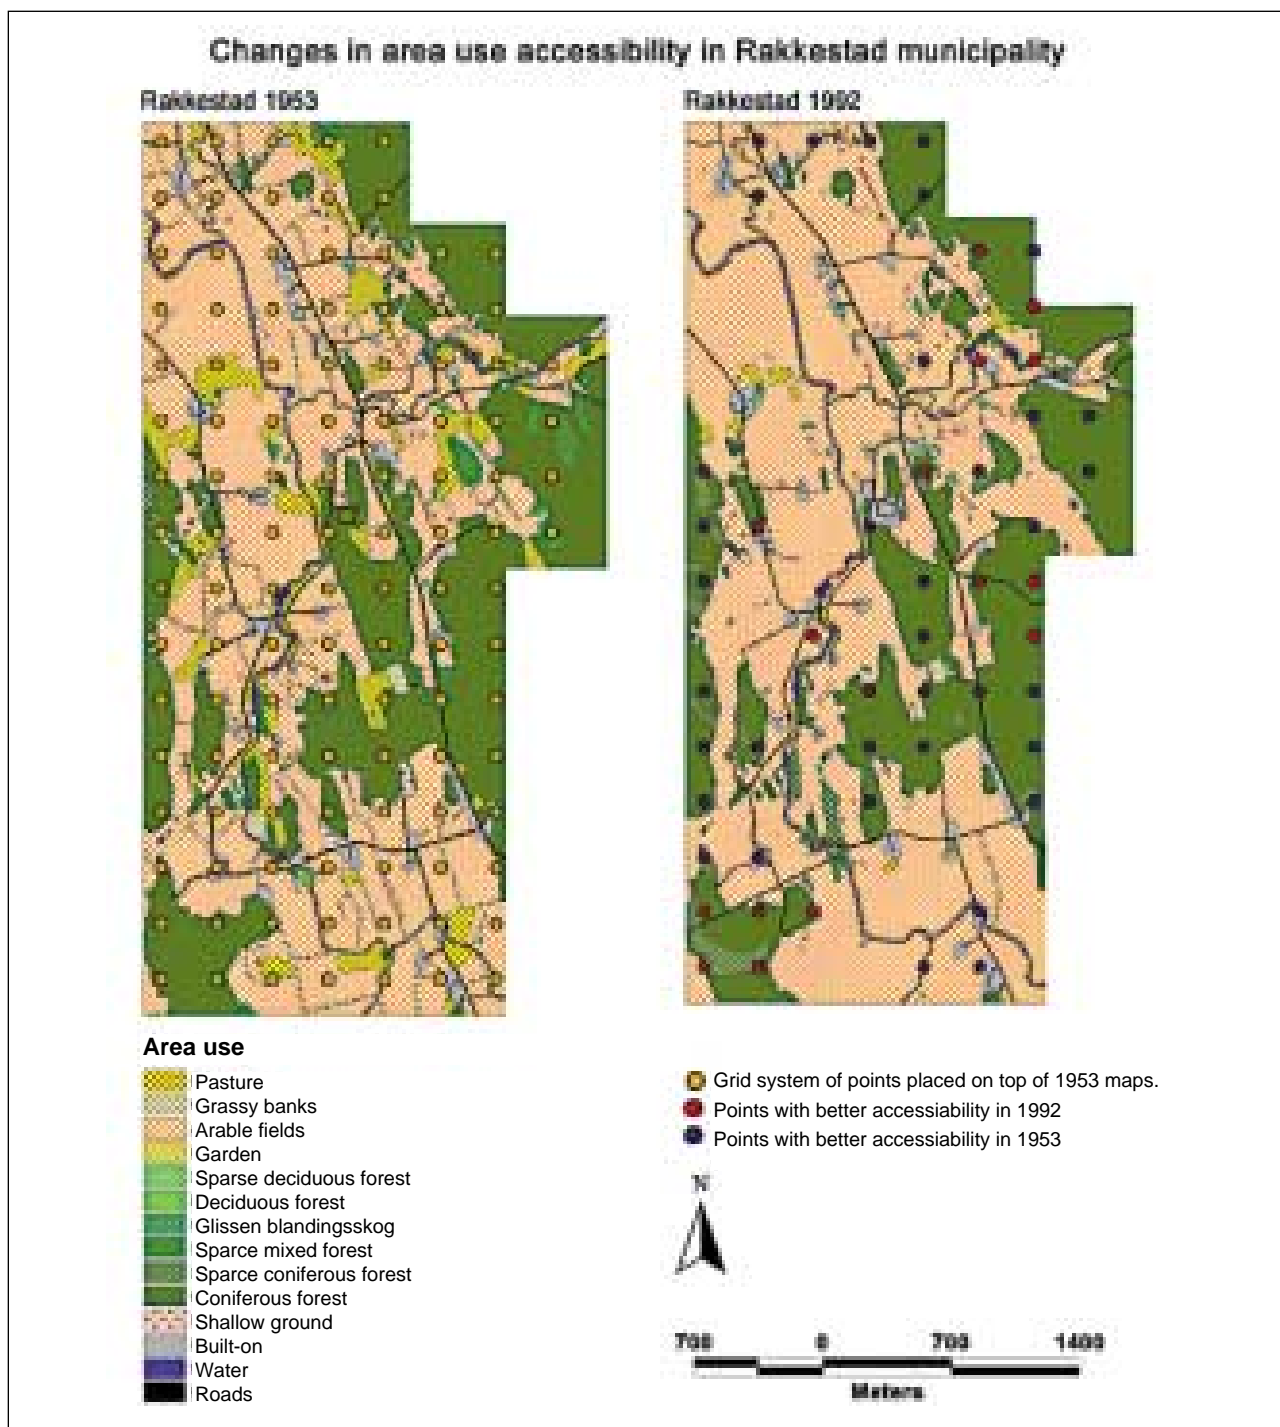 Changes in area use accessibility in Rakkestad municipality
Rakkestad 1953
Rakkestad 1992
Area use
Pasture
Grassy banks
Arable fields
Garden
Sparse deciduous forest
Deciduous forest
Glissen blandingsskog
Sparce mixed forest
Sparce coniferous forest
Coniferous forest
Shallow ground
Built-on
Water
Roads
Grid system of points placed on top of 1953 maps.
Points with better accessiability in 1992
Points with better accessiability in 1953
N
700 0 700 1400
Meters